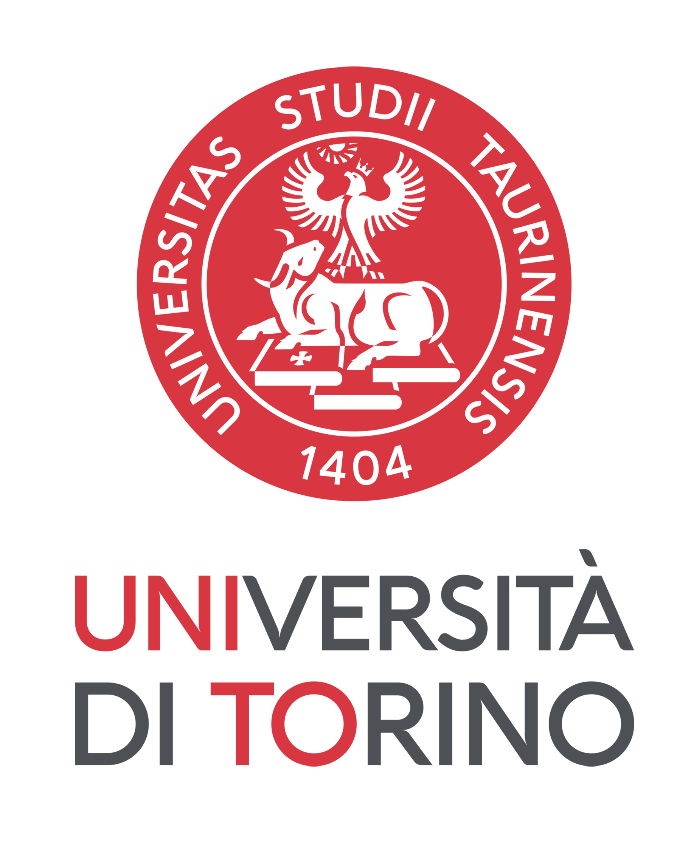 UNIVERSITAS STUDII TAURINENSIS
1404
UNIVERSITÀ
DI TORINO